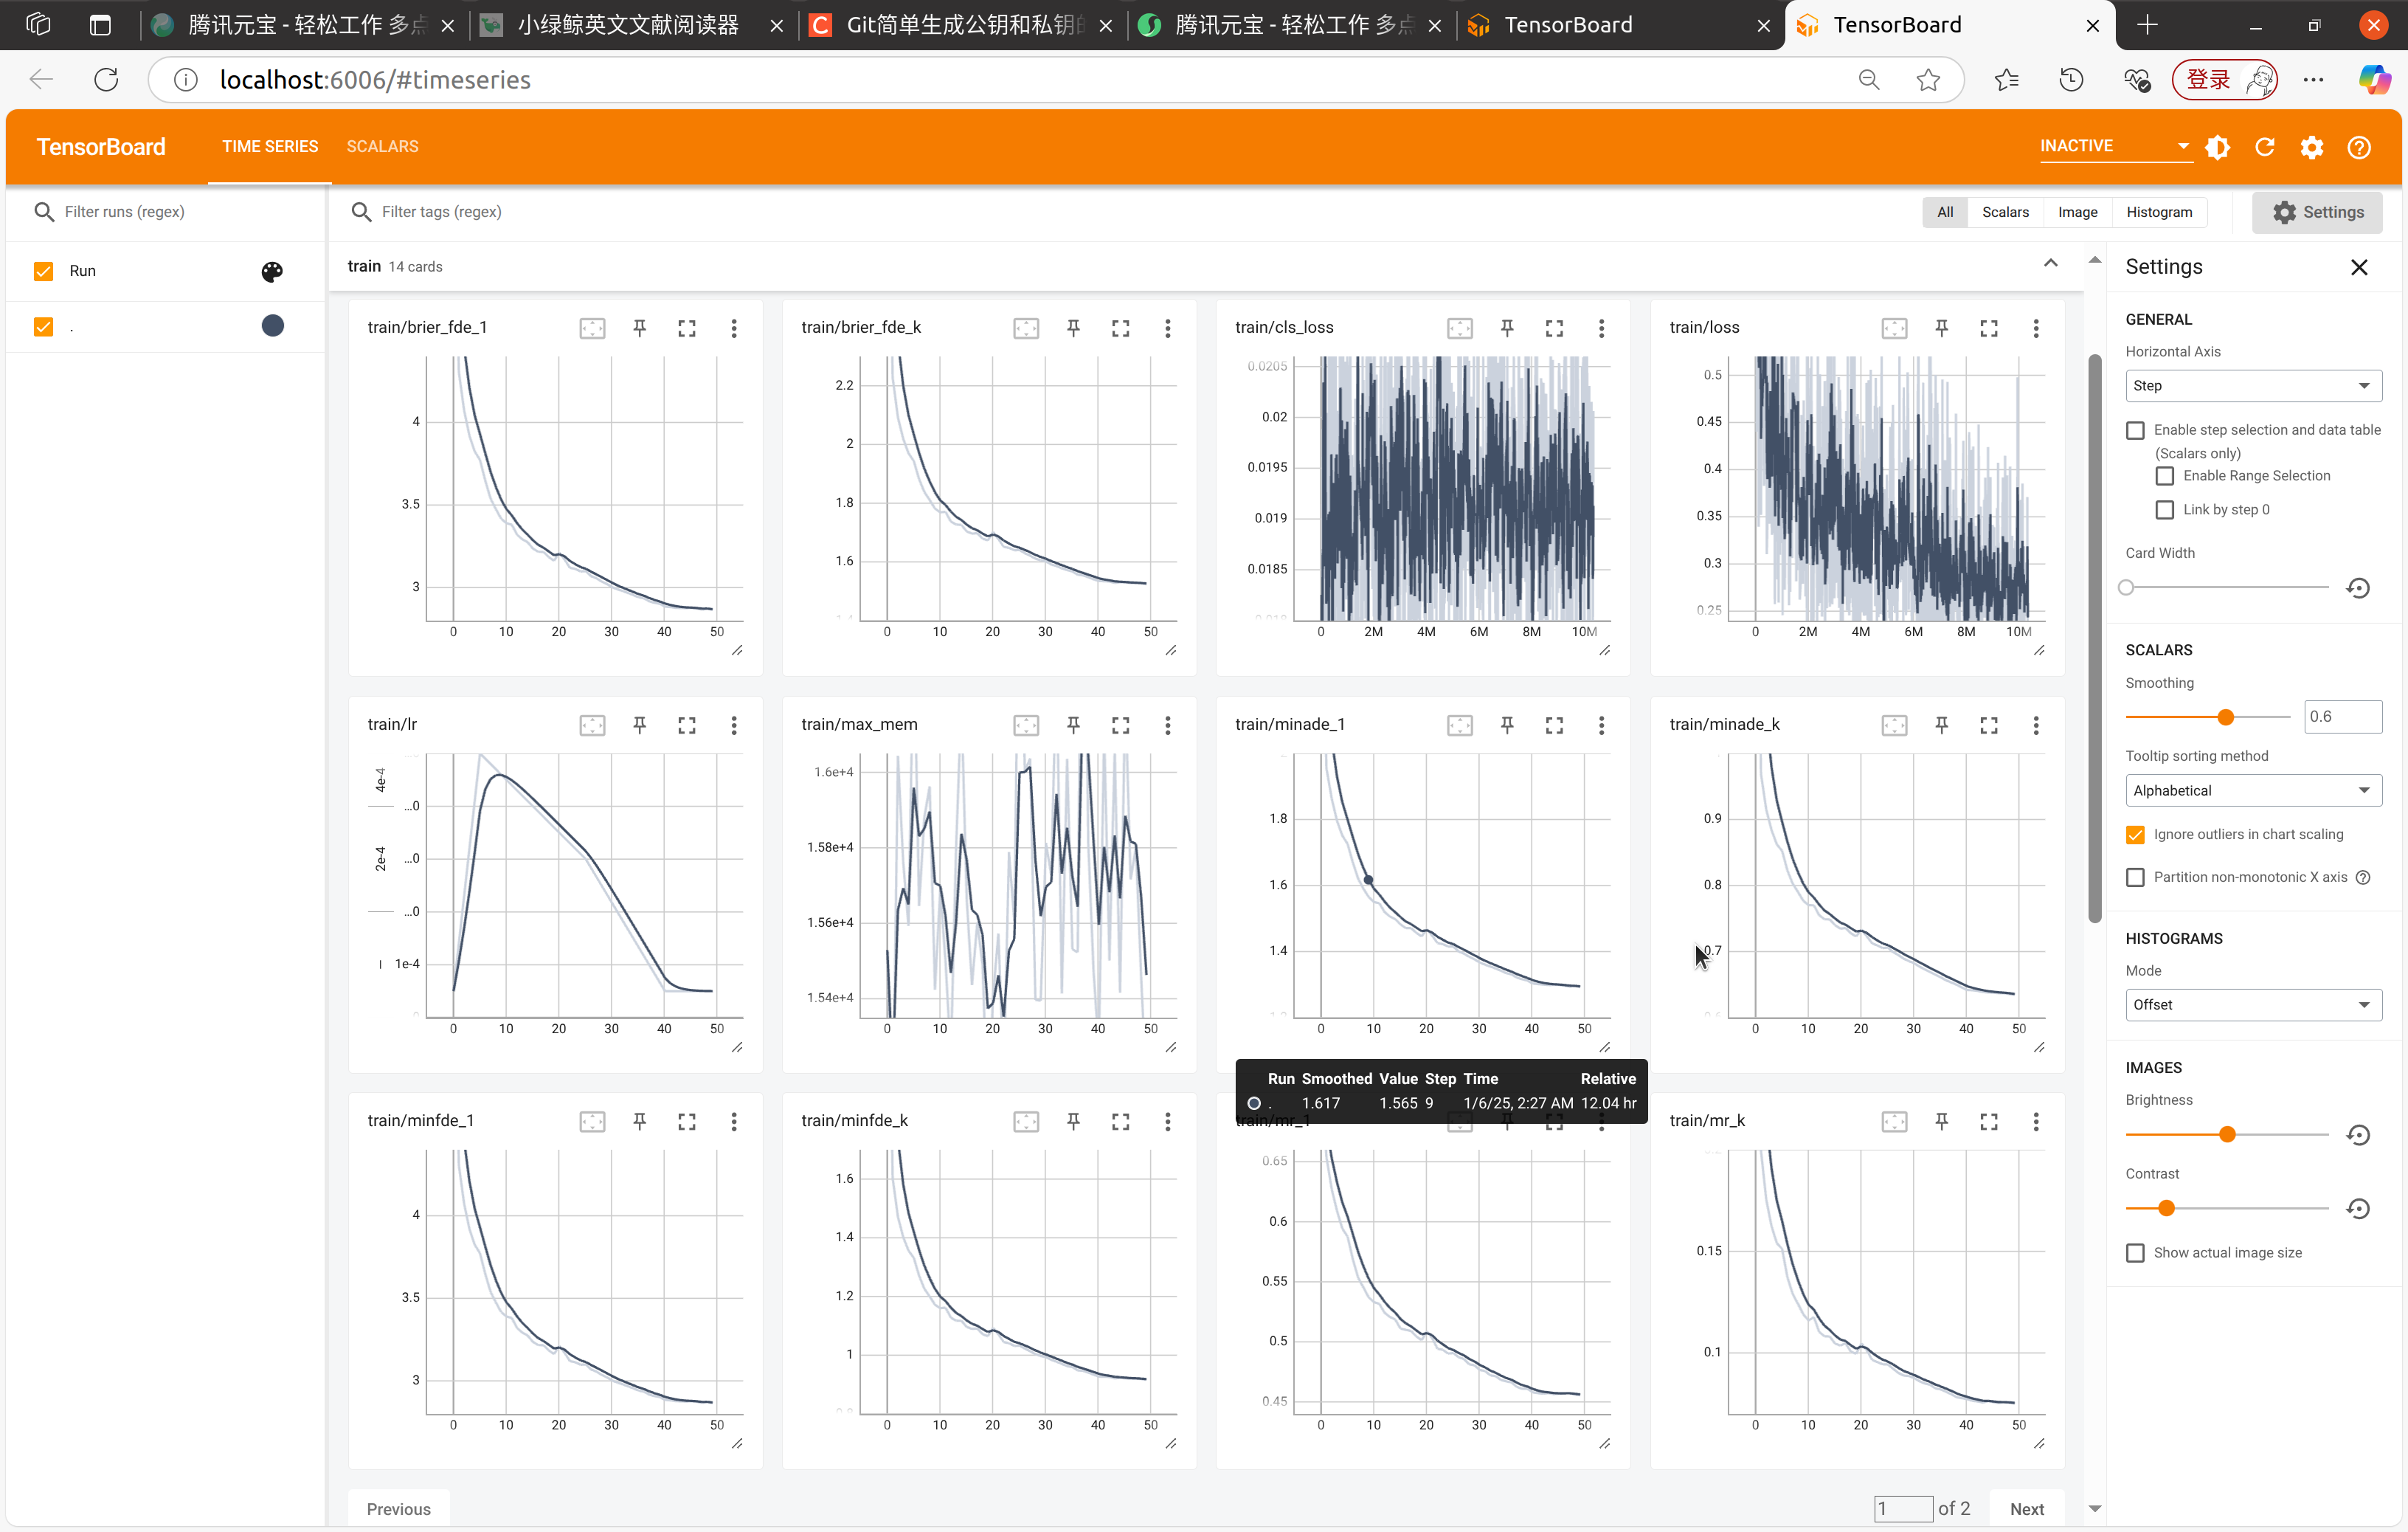 腾讯元宝 - 轻松工作 多点
小绿鲸英文文献阅读器
Git简单生成公钥和私钥
腾讯元宝 - 轻松工作 多点
TensorBoard
TensorBoard
localhost:6006/#timeseries
登录
TensorBoard
TIME SERIES
SCALARS
INACTIVE
Filter runs (regex)
Filter tags (regex)
All
Scalars
Image
Histogram
Settings
Run
.
train 14 cards
train/brier_fde_1
4
3.5
3
0 10 20 30 40 50
train/brier_fde_k
2.2
2
1.8
1.6
0 10 20 30 40 50
train/cls_loss
0.0205
0.02
0.0195
0.019
0.0185
0 2M 4M 6M 8M 10M
train/loss
0.5
0.45
0.4
0.35
0.3
0.25
0 2M 4M 6M 8M 10M
train/lr
4e-4
...0
2e-4
...0
...0
1e-4
0 10 20 30 40 50
train/max_mem
1.6e+4
1.58e+4
1.56e+4
1.54e+4
0 10 20 30 40 50
train/minade_1
1.8
1.6
1.4
0 10 20 30 40 50
train/minade_k
0.9
0.8
0.7
0 10 20 30 40 50
Run Smoothed Value Step Time Relative
. 1.617 1.565 9 1/6/25, 2:27 AM 12.04 hr
train/minfde_1
4
3.5
3
0 10 20 30 40 50
train/minfde_k
1.6
1.4
1.2
1
0 10 20 30 40 50
train/mr_1
0.65
0.6
0.55
0.5
0.45
0 10 20 30 40 50
train/mr_k
0.15
0.1
0 10 20 30 40 50
Previous
1 of 2
Next
Settings
GENERAL
Horizontal Axis
Step
Enable step selection and data table
(Scalars only)
Enable Range Selection
Link by step 0
Card Width
SCALARS
Smoothing
0.6
Tooltip sorting method
Alphabetical
Ignore outliers in chart scaling
Partition non-monotonic X axis
HISTOGRAMS
Mode
Offset
IMAGES
Brightness
Contrast
Show actual image size